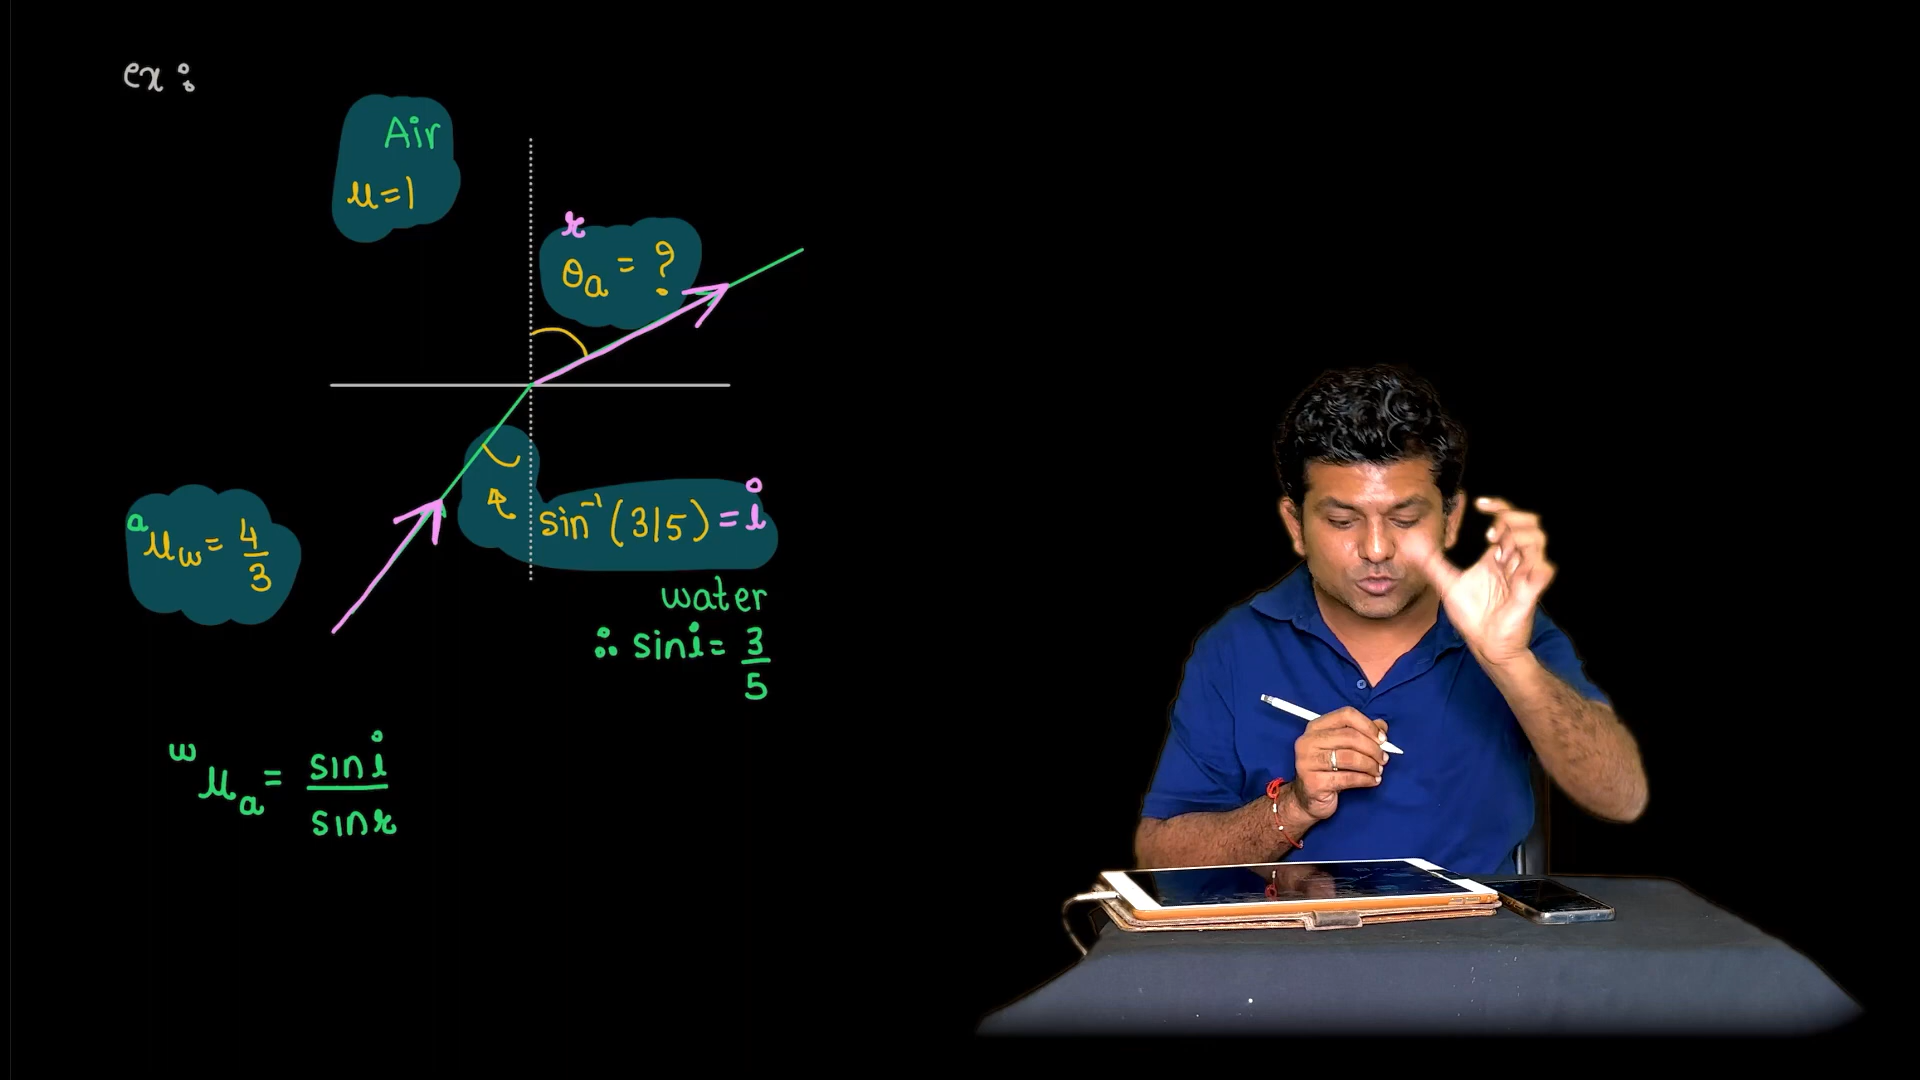 ex :
Air
μ=1
r
θa = ?
aμw = 4/3
sin⁻¹(3/5) = i
water
∴ sin i = 3/5
wμa = sin i / sin r